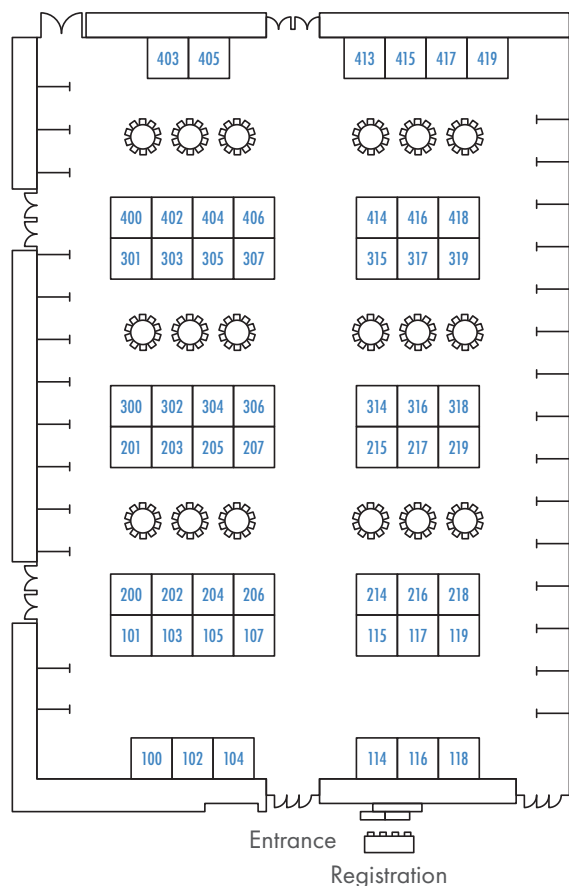 403 405 413 415 417 419
400 402 404 406 414 416 418
301 303 305 307 315 317 319
300 302 304 306 314 316 318
201 203 205 207 215 217 219
200 202 204 206 214 216 218
101 103 105 107 115 117 119
100 102 104 114 116 118
Entrance
Registration